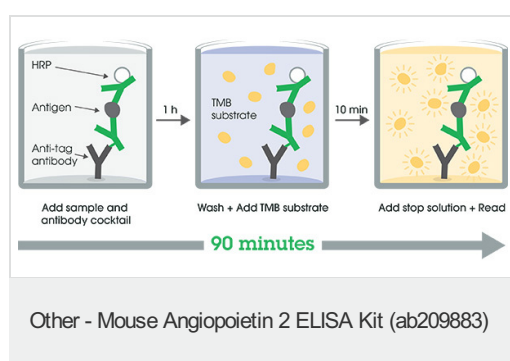 HRP
Antigen
Anti-tag
antibody
1 h
TMB
substrate
10 min
Add sample and
antibody cocktail
Wash + Add TMB substrate
Add stop solution + Read
90 minutes
Other - Mouse Angiopoietin 2 ELISA Kit (ab209883)